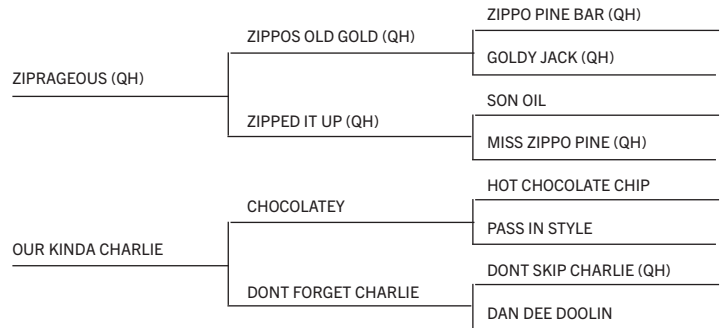 ZIPPO PINE BAR (QH)
ZIPPOS OLD GOLD (QH)
GOLDY JACK (QH)
ZIPRAGEOUS (QH)
SON OIL
ZIPPED IT UP (QH)
MISS ZIPPO PINE (QH)
HOT CHOCOLATE CHIP
CHOCOLATEY
PASS IN STYLE
OUR KINDA CHARLIE
DONT SKIP CHARLIE (QH)
DONT FORGET CHARLIE
DAN DEE DOOLIN